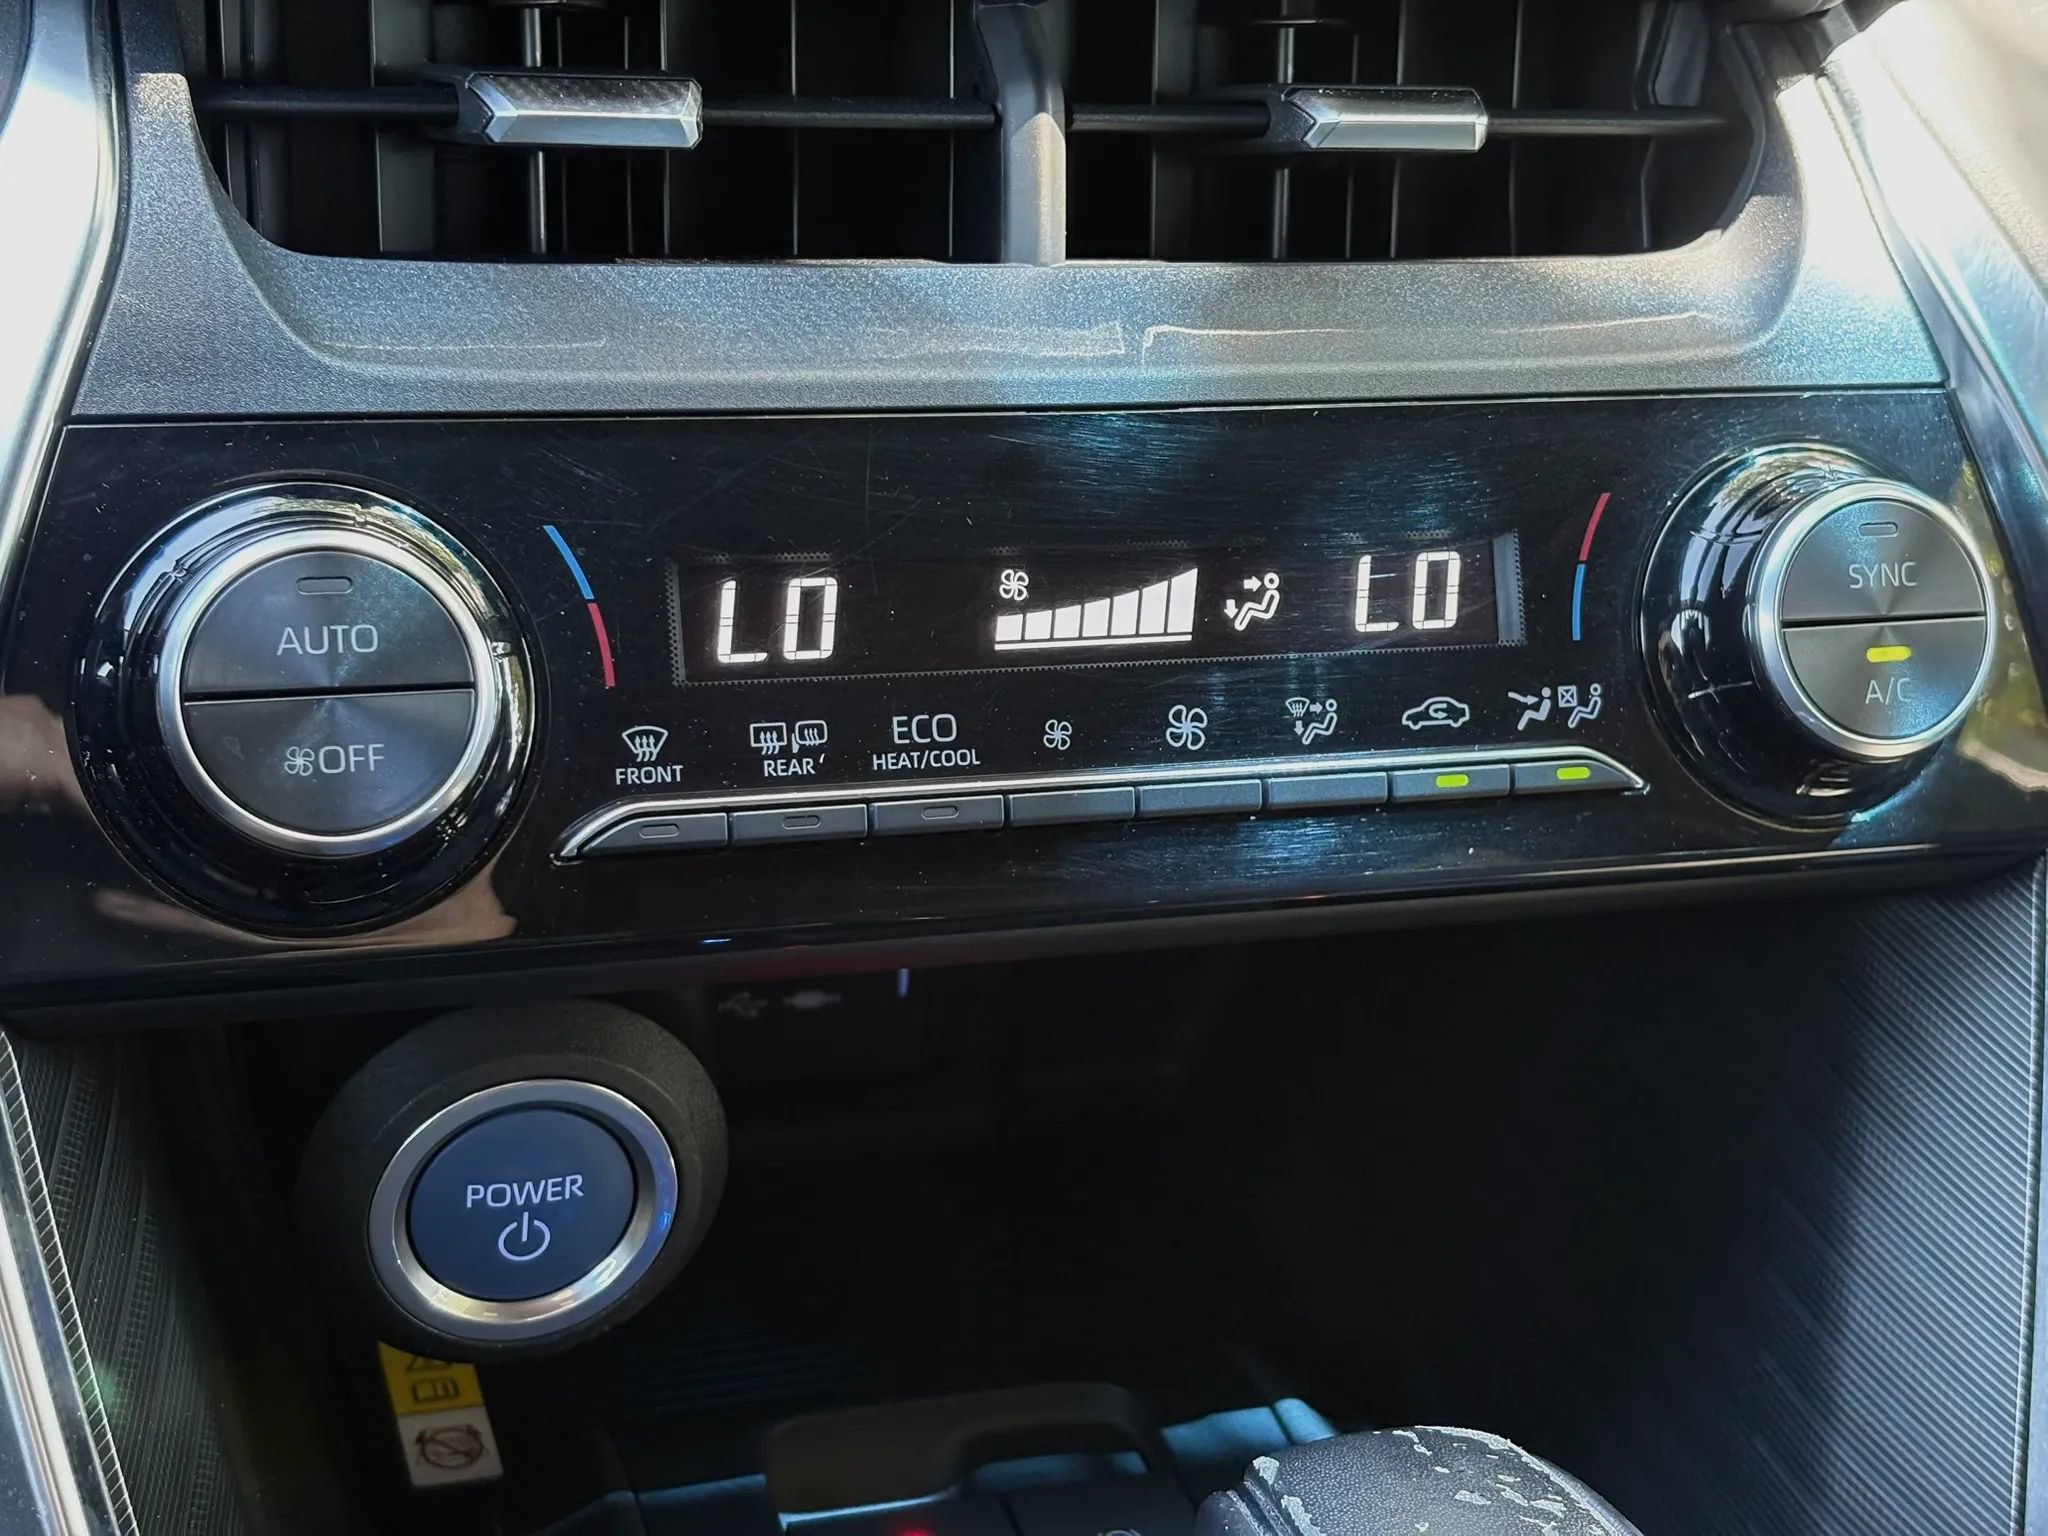 AUTO
OFF
LO
LO
SYNC
A/C
FRONT
REAR
ECO
HEAT/COOL
POWER